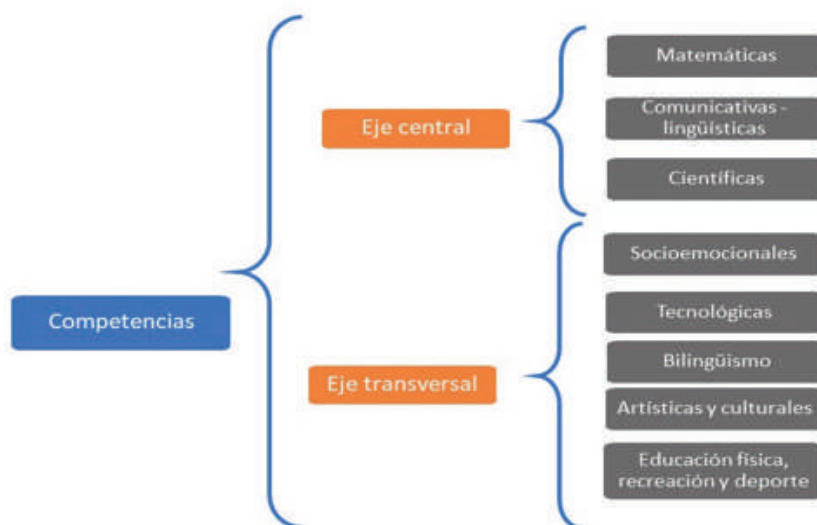 Competencias
Eje central
Matemáticas
Comunicativas -
lingüísticas
Científicas
Eje transversal
Socioemocionales
Tecnológicas
Bilingüismo
Artísticas y culturales
Educación física,
recreación y deporte